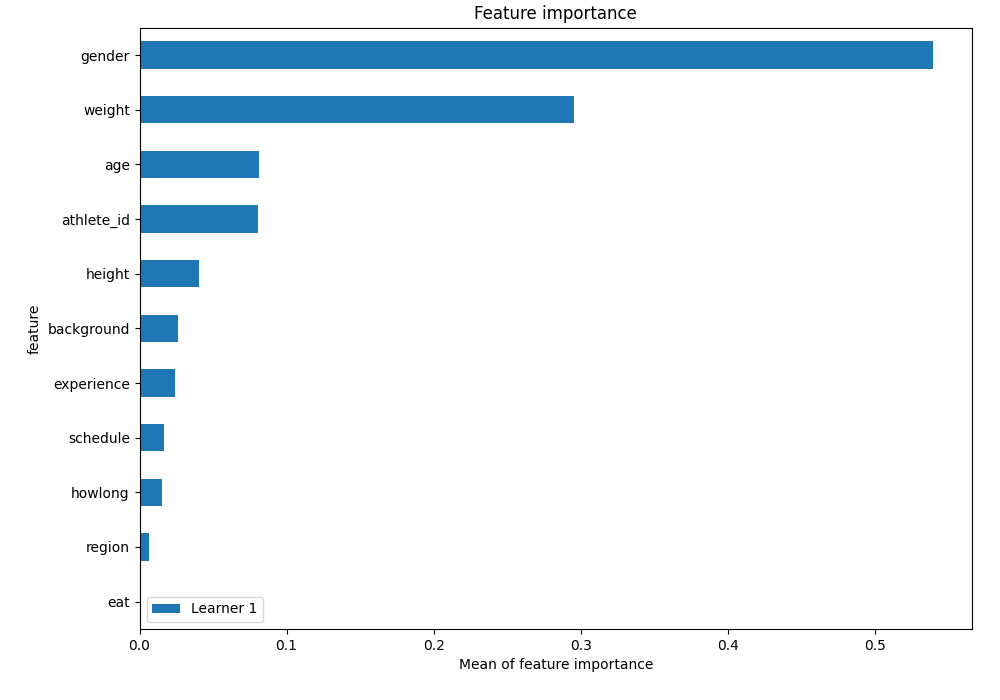 Feature importance
gender
weight
age
athlete_id
height
background
experience
schedule
howlong
region
eat
feature
Learner 1
0.0 0.1 0.2 0.3 0.4 0.5
Mean of feature importance